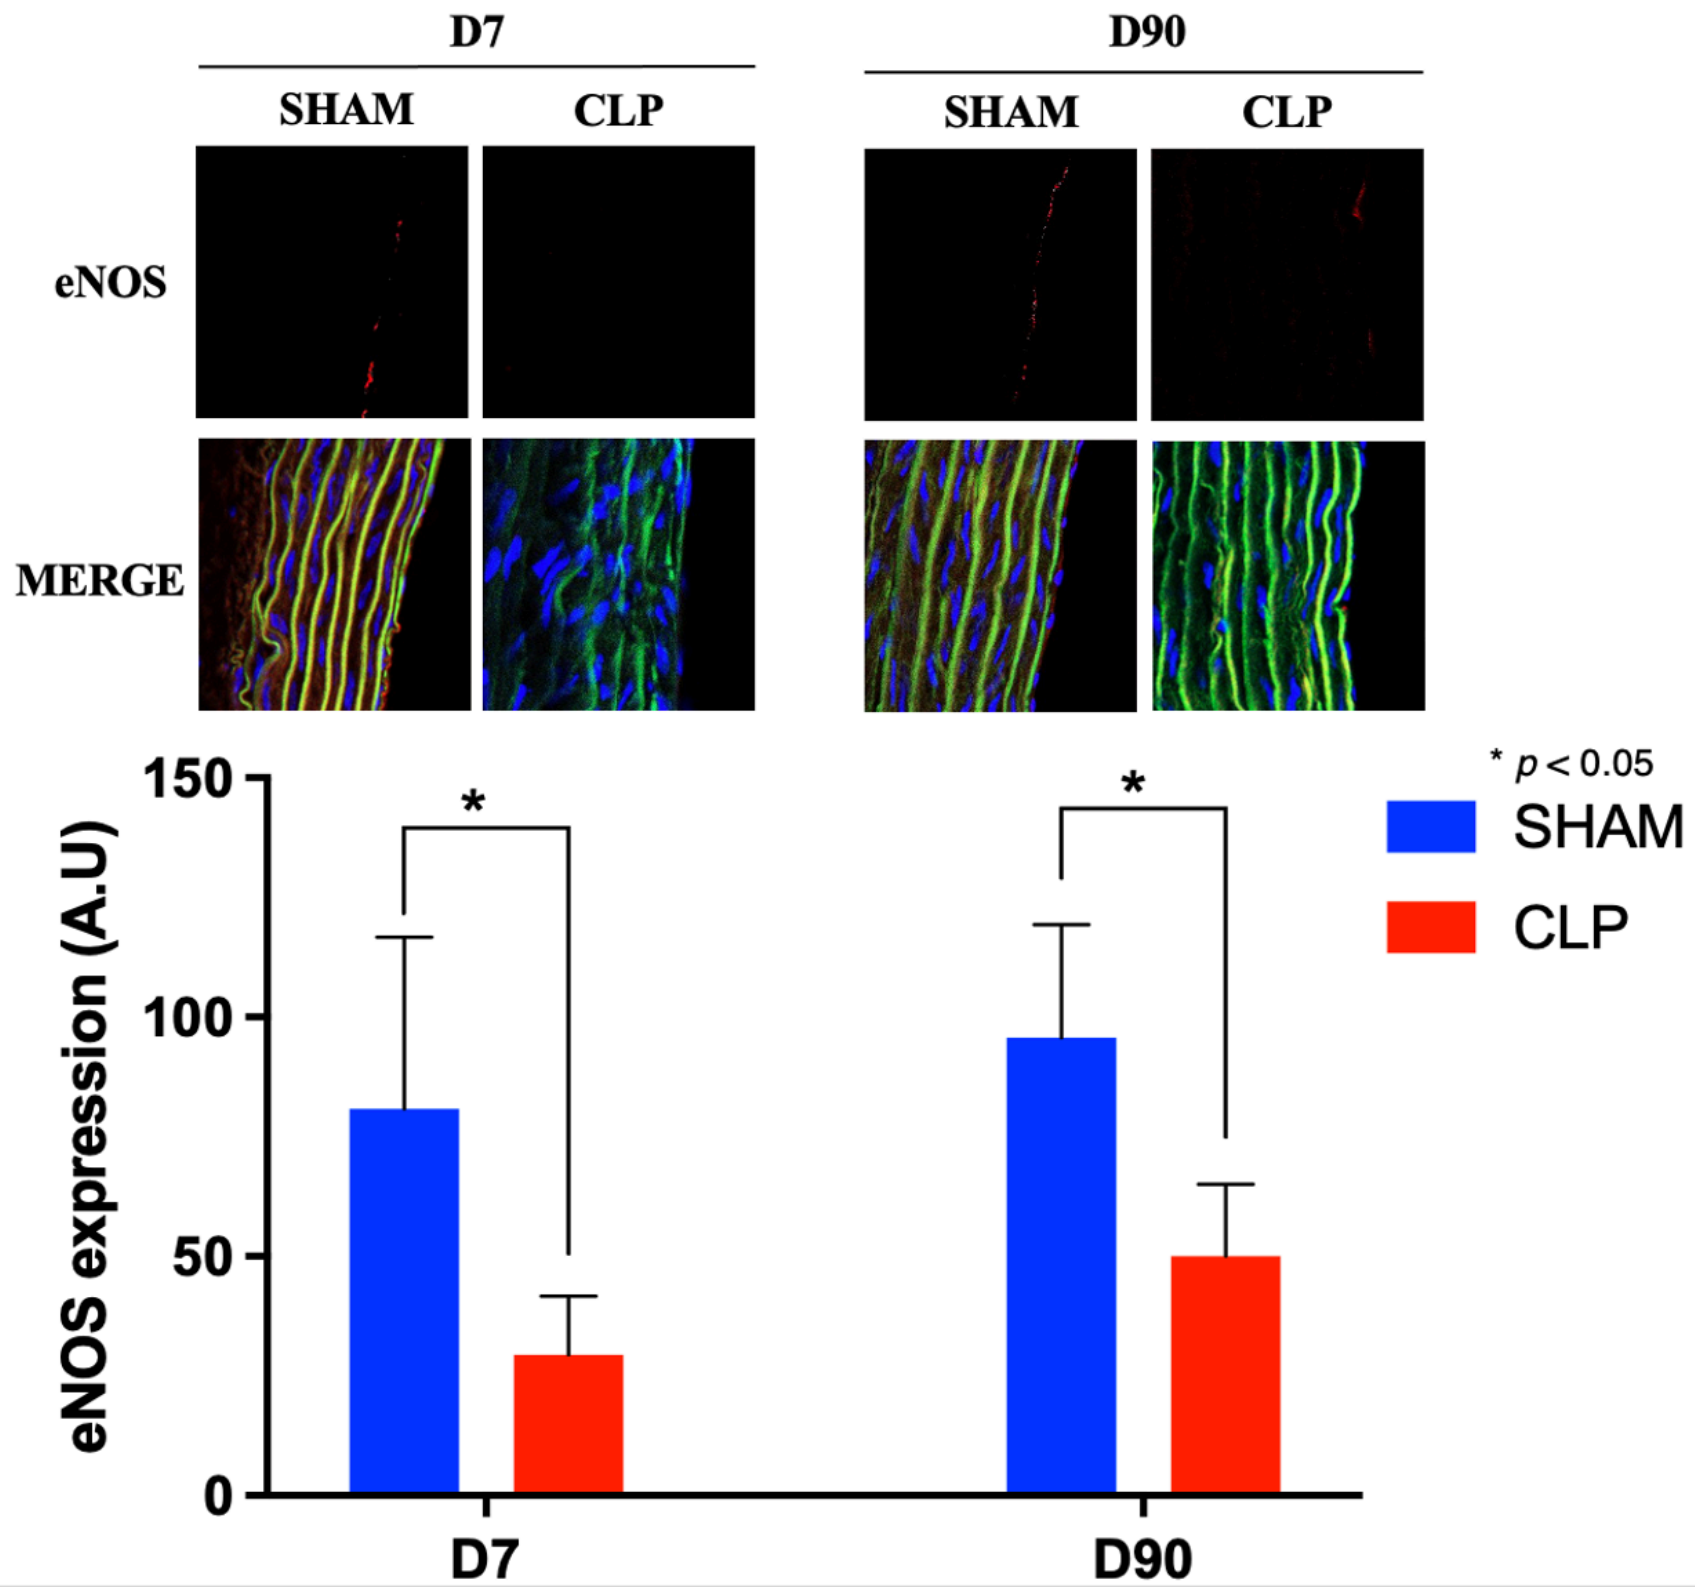 D7
D90
SHAM
CLP
SHAM
CLP
eNOS
MERGE
* p < 0.05
SHAM
CLP
eNOS expression (A.U)
150
100
50
0
*
*
D7
D90